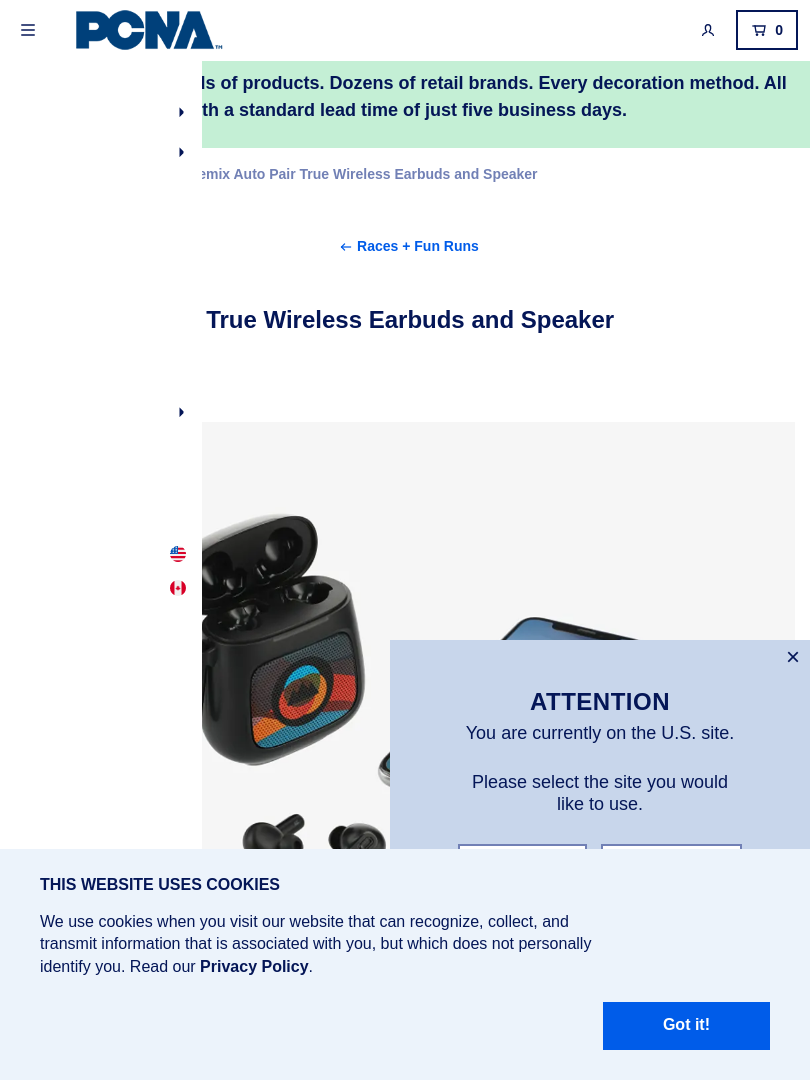 PCNA™
0
of products. Dozens of retail brands. Every decoration method. All
a standard lead time of just five business days.
Auto Pair True Wireless Earbuds and Speaker
← Races + Fun Runs
True Wireless Earbuds and Speaker
ATTENTION
You are currently on the U.S. site.
Please select the site you would
like to use.
THIS WEBSITE USES COOKIES
We use cookies when you visit our website that can recognize, collect, and
transmit information that is associated with you, but which does not personally
identify you. Read our Privacy Policy.
Got it!